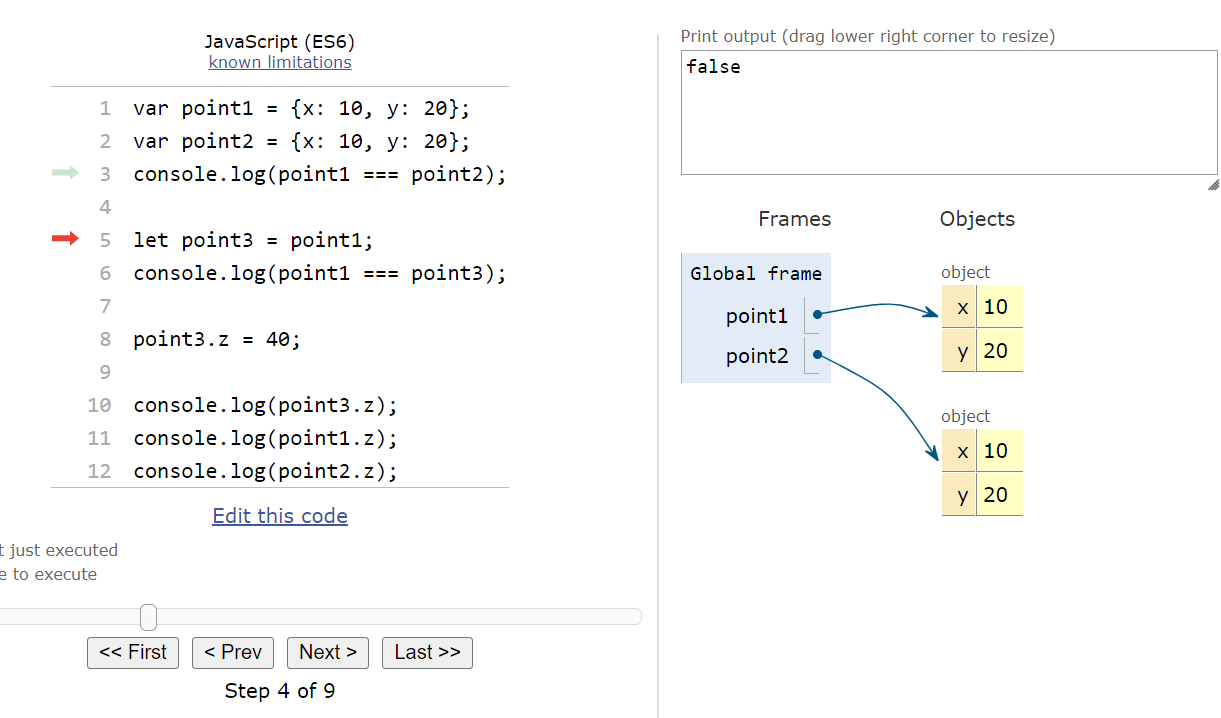 JavaScript (ES6)
known limitations
1 var point1 = {x: 10, y: 20};
2 var point2 = {x: 10, y: 20};
3 console.log(point1 === point2);
4
5 let point3 = point1;
6 console.log(point1 === point3);
7
8 point3.z = 40;
9
10 console.log(point3.z);
11 console.log(point1.z);
12 console.log(point2.z);
Edit this code
t just executed
e to execute
<< First < Prev Next > Last >>
Step 4 of 9
Print output (drag lower right corner to resize)
false
Frames Objects
Global frame
point1
point2
object
x 10
y 20
object
x 10
y 20